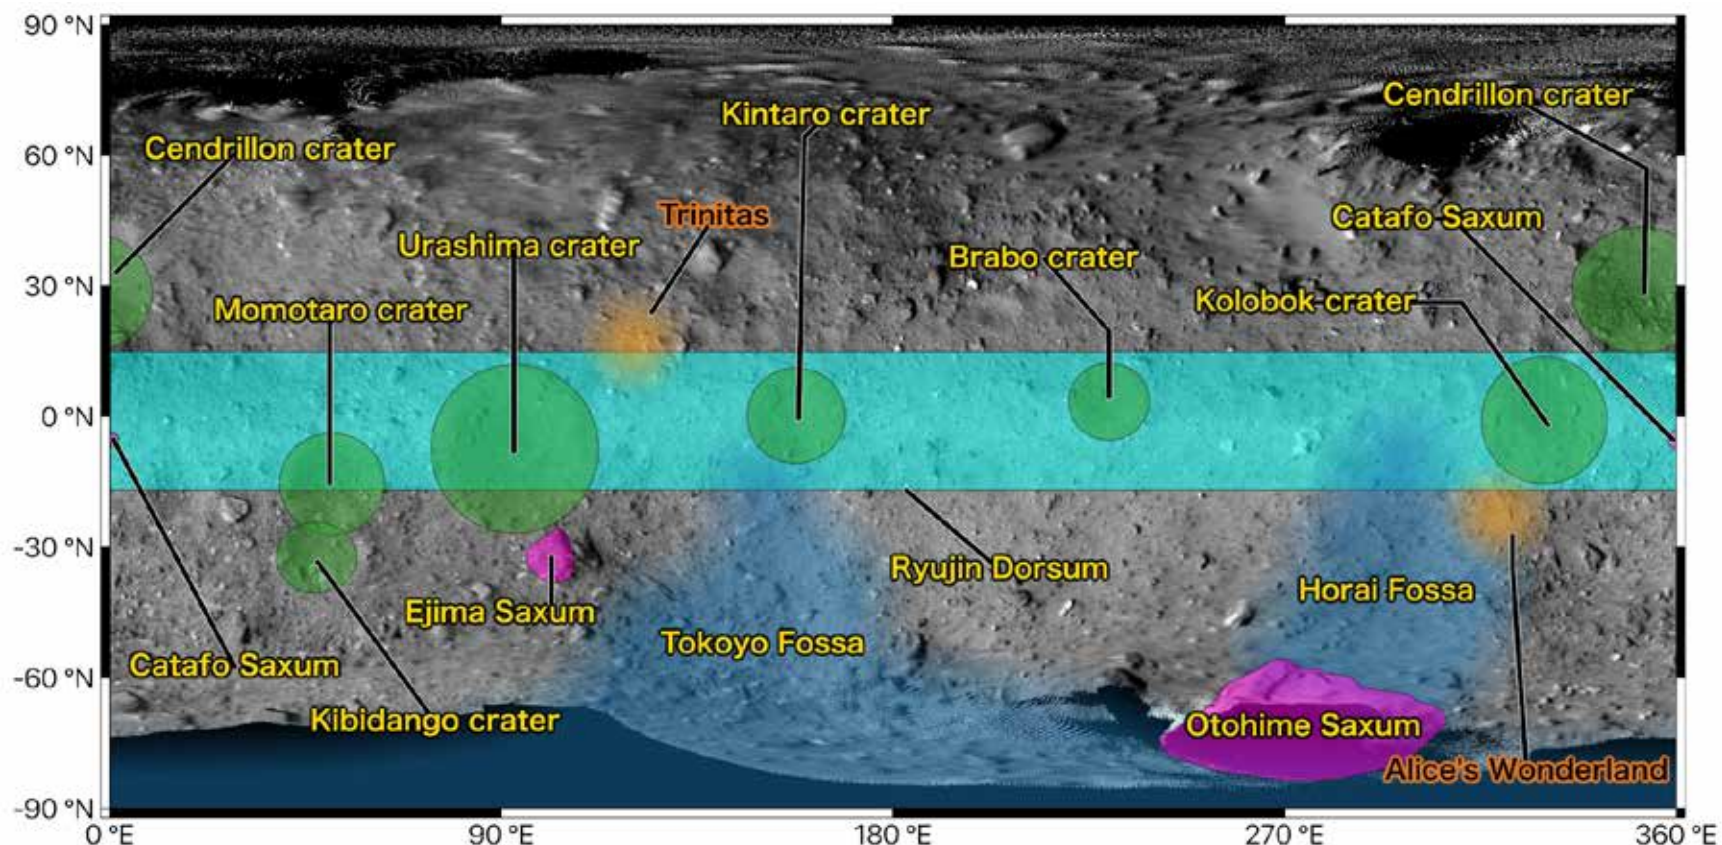 90 °N
Cendrillon crater
Kintaro crater
Cendrillon crater
60 °N
Trinitas
Catafo Saxum
Urashima crater
Brabo crater
30 °N
Momotaro crater
Kolobok crater
0 °N
-30 °N
Ryujin Dorsum
Horai Fossa
Ejima Saxum
Tokoyo Fossa
Catafo Saxum
-60 °N
Kibidango crater
Otohime Saxum
Alice's Wonderland
-90 °N
0 °E
90 °E
180 °E
270 °E
360 °E